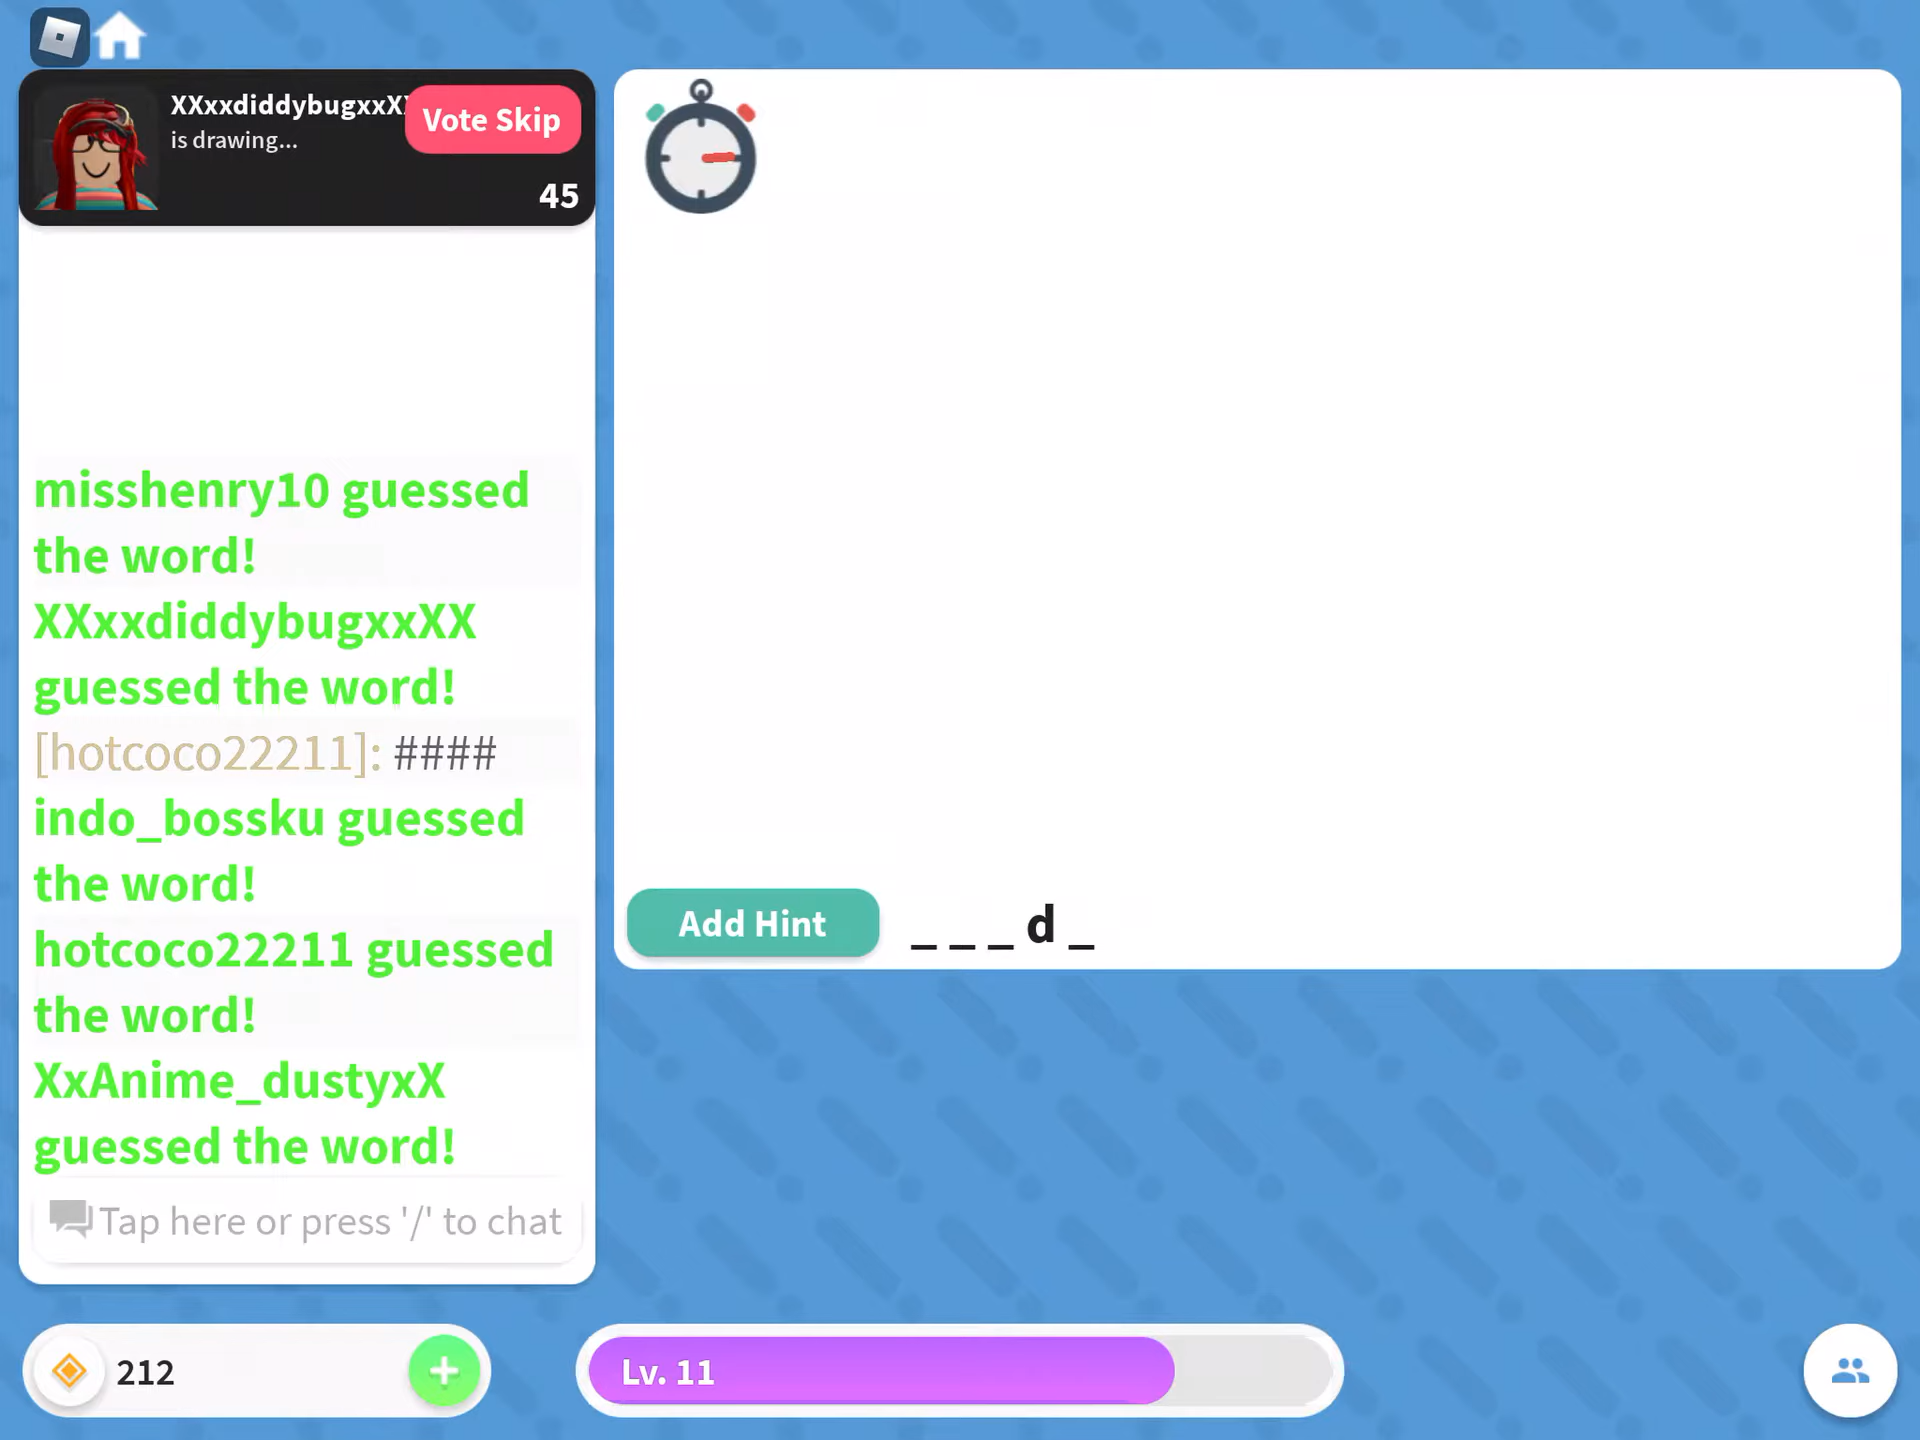 XXxxdiddybugxxX
is drawing...
Vote Skip
45
misshenry10 guessed
the word!
XXxxdiddybugxxXX
guessed the word!
[hotcoco22211]: ####
indo_bossku guessed
the word!
hotcoco22211 guessed
the word!
XxAnime_dustyxX
guessed the word!
Tap here or press '/' to chat
Add Hint
_ _ _ d _
212
Lv. 11